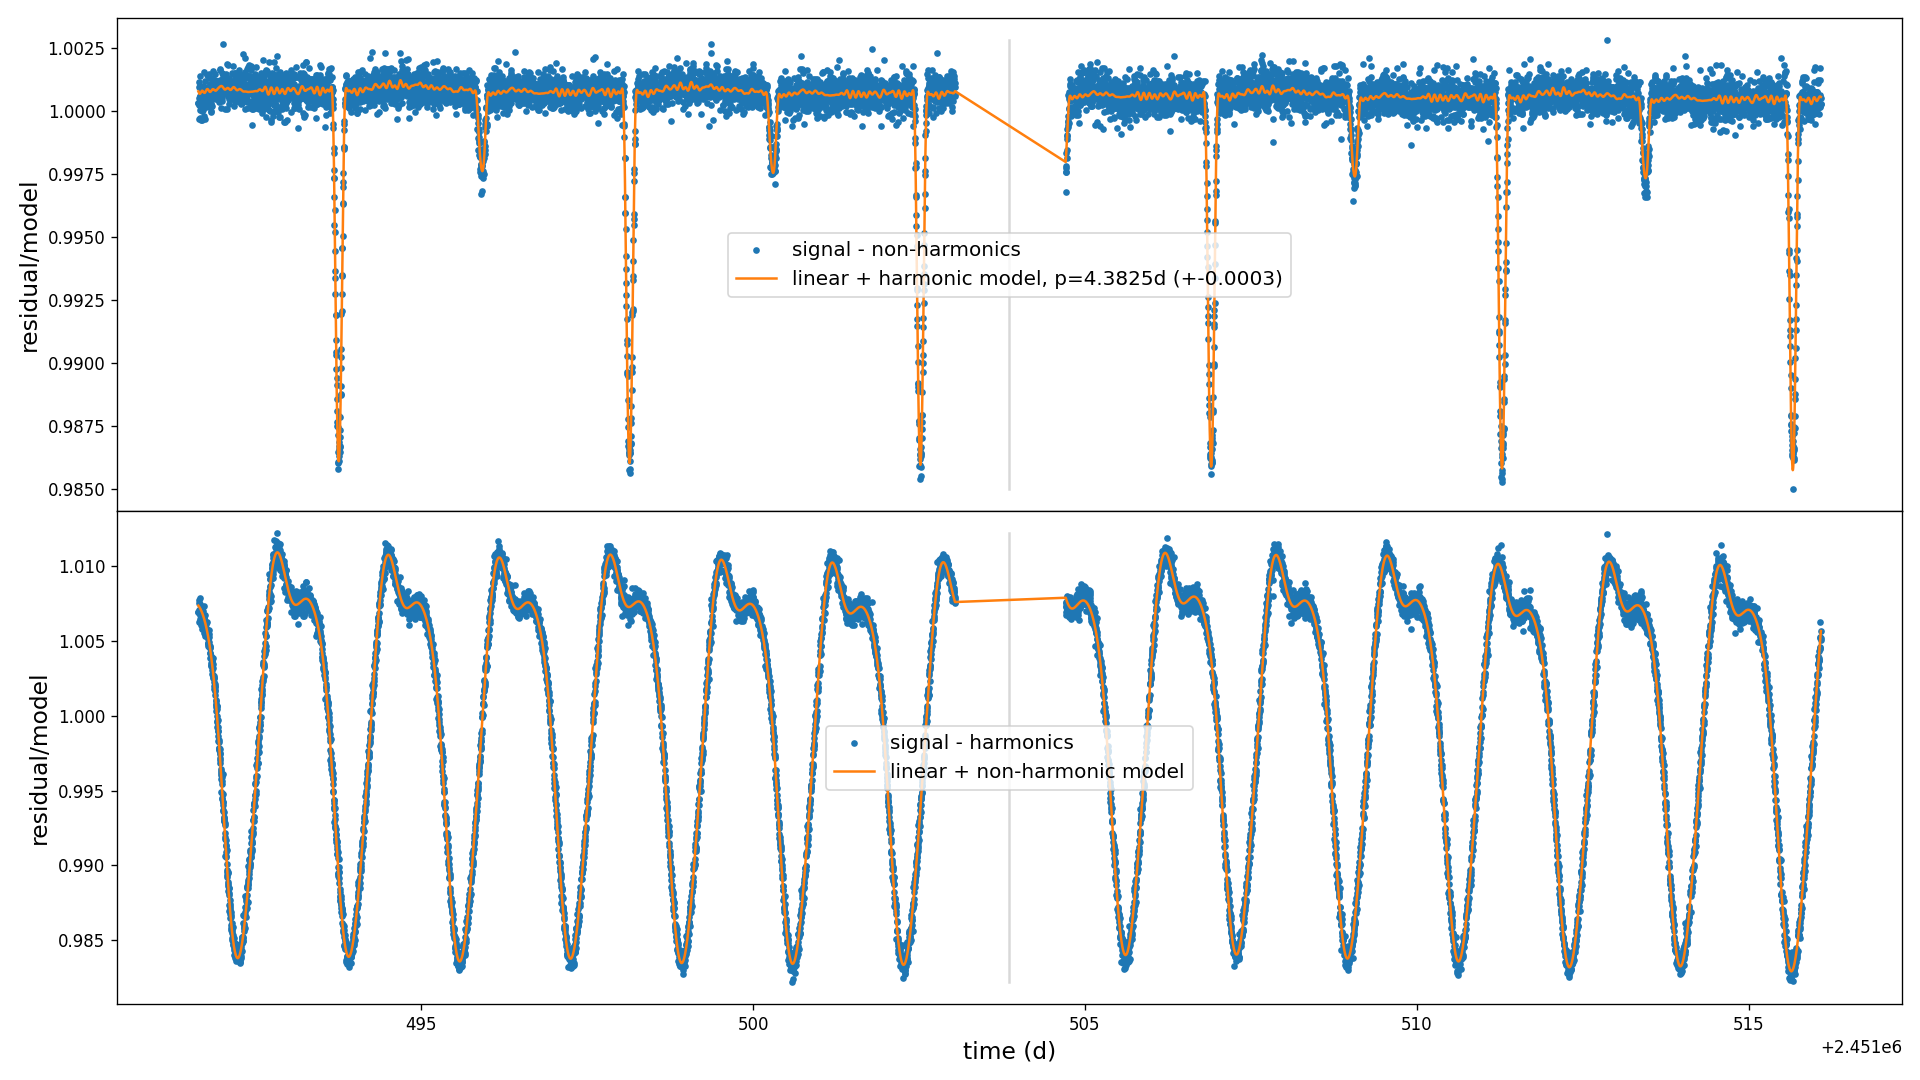 1.0025
1.0000
0.9975
0.9950
0.9925
0.9900
0.9875
0.9850
residual/model
signal - non-harmonics
linear + harmonic model, p=4.3825d (+-0.0003)
1.010
1.005
1.000
0.995
0.990
0.985
residual/model
signal - harmonics
linear + non-harmonic model
495 500 505 510 515
time (d)
+2.451e6